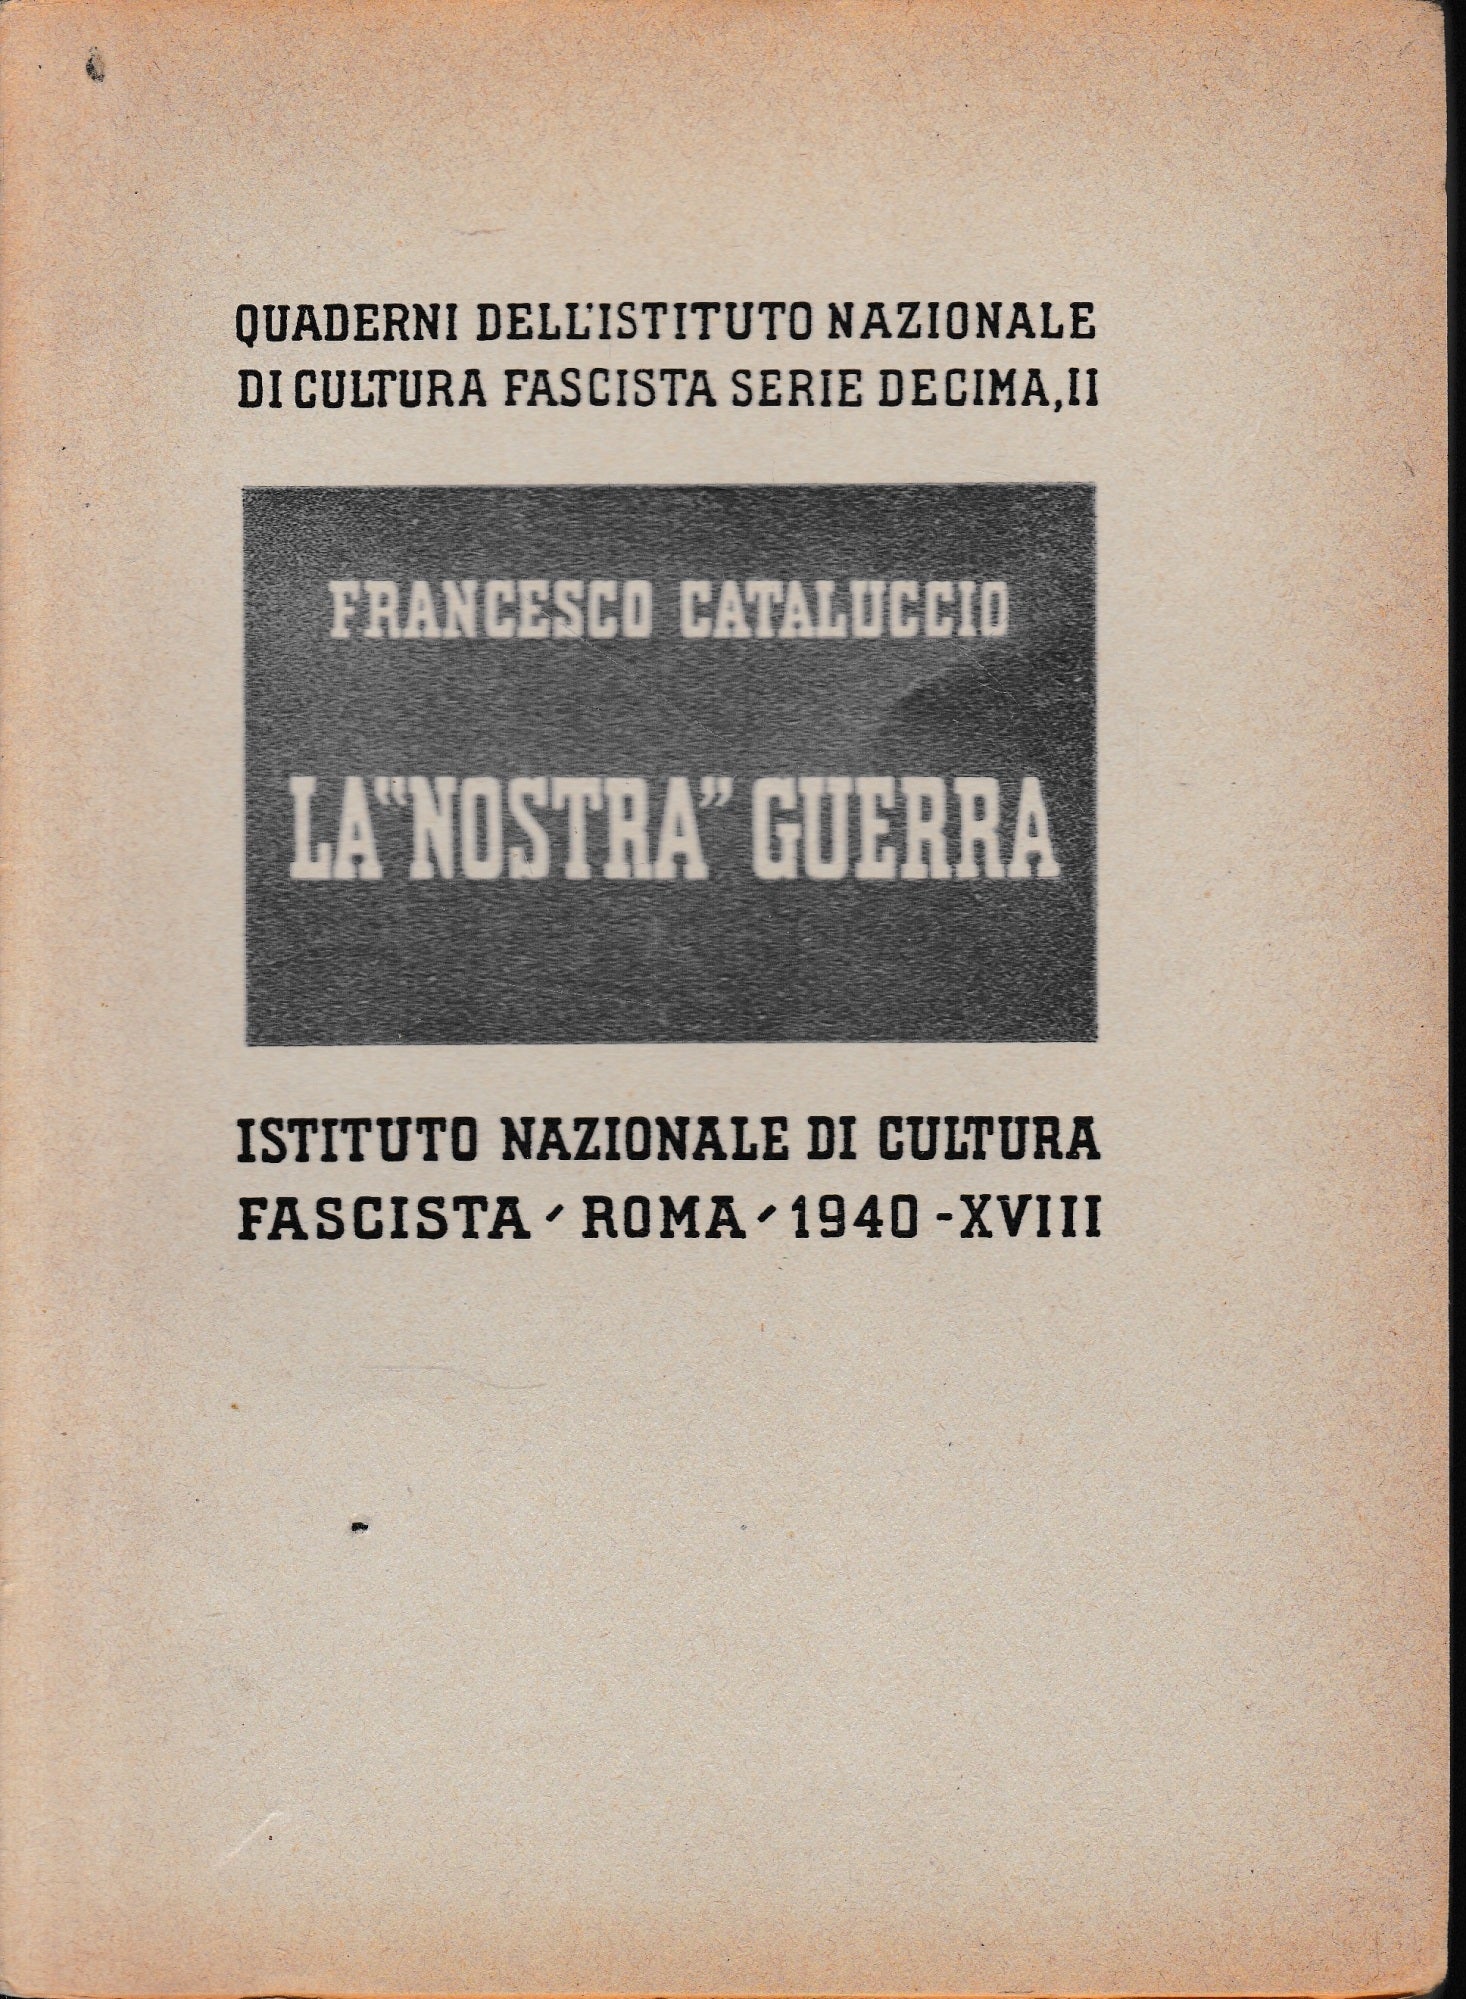 QUADERNI DELL'ISTITUTO NAZIONALE
DI CULTURA FASCISTA SERIE DECIMA, II
FRANCESCO CATALUCCIO
LA "NOSTRA" GUERRA
ISTITUTO NAZIONALE DI CULTURA
FASCISTA - ROMA - 1940 - XVIII